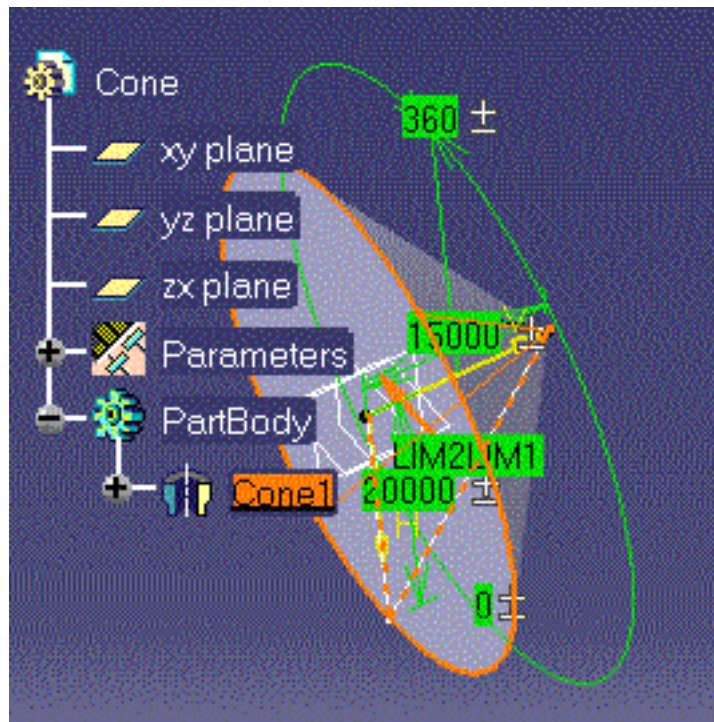 Cone
360 ±
xy plane
yz plane
zx plane
15000 ±
Parameters
PartBody
LIM2LIM1
Cone1
20000 ±
0 ±